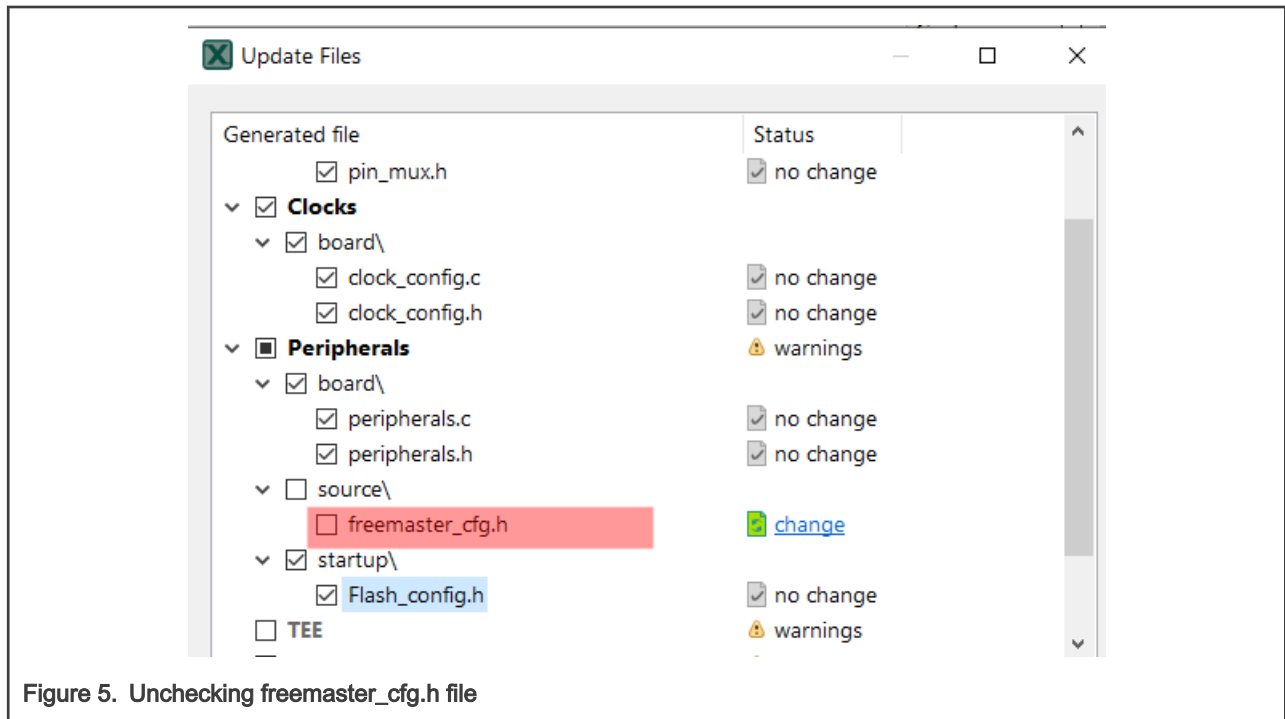 Update Files
Generated file Status
pin_mux.h no change
Clocks
board\
clock_config.c no change
clock_config.h no change
Peripherals warnings
board\
peripherals.c no change
peripherals.h no change
source\
freemaster_cfg.h change
startup\
Flash_config.h no change
TEE warnings
Figure 5. Unchecking freemaster_cfg.h file